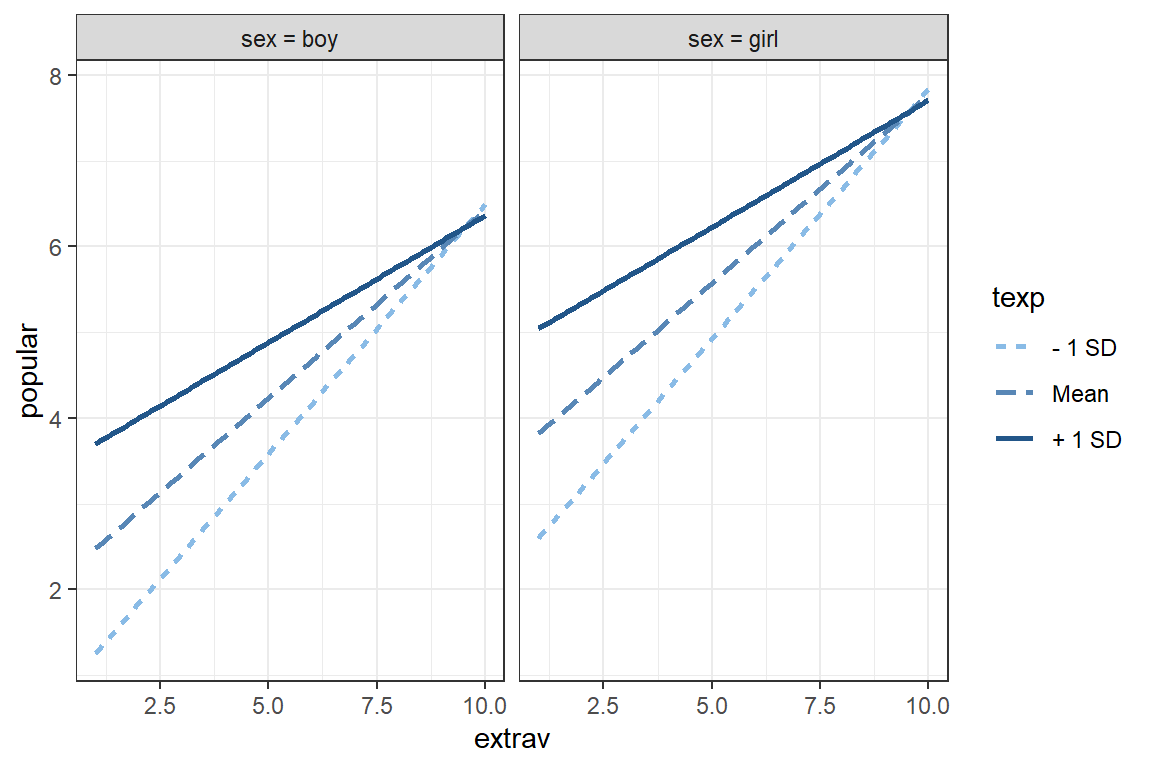 sex = boy
sex = girl
8
6
4
2
popular
2.5
5.0
7.5
10.0
2.5
5.0
7.5
10.0
extrav
texp
- 1 SD
Mean
+ 1 SD